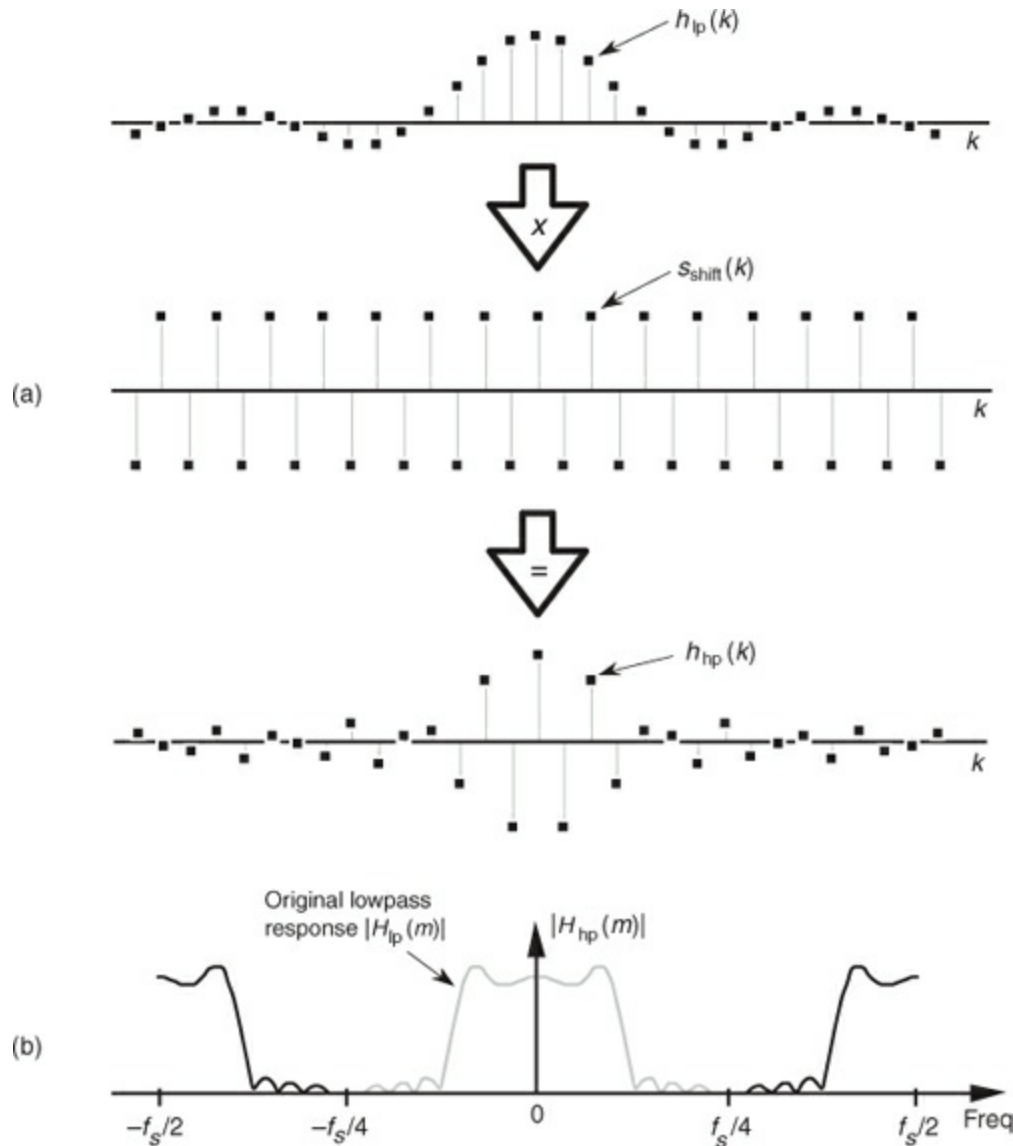 h_lp(k)
k
x
s_shift(k)
(a)
k
=
h_hp(k)
k
Original lowpass
response |H_lp(m)|
|H_hp(m)|
(b)
–f_s/2
–f_s/4
0
f_s/4
f_s/2
Freq